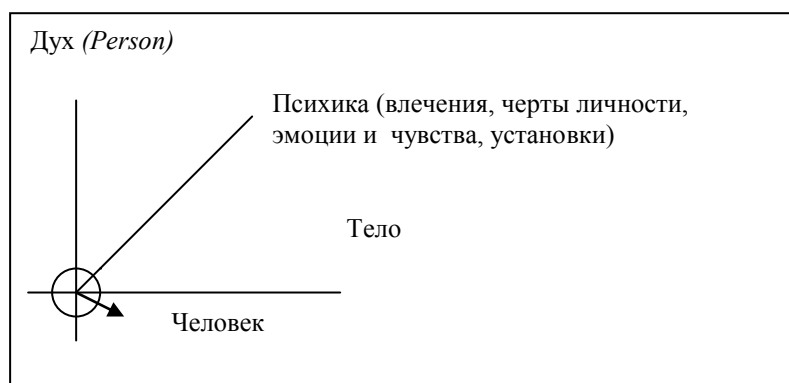 Дух (Person)
Психика (влечения, черты личности,
эмоции и чувства, установки)
Тело
Человек